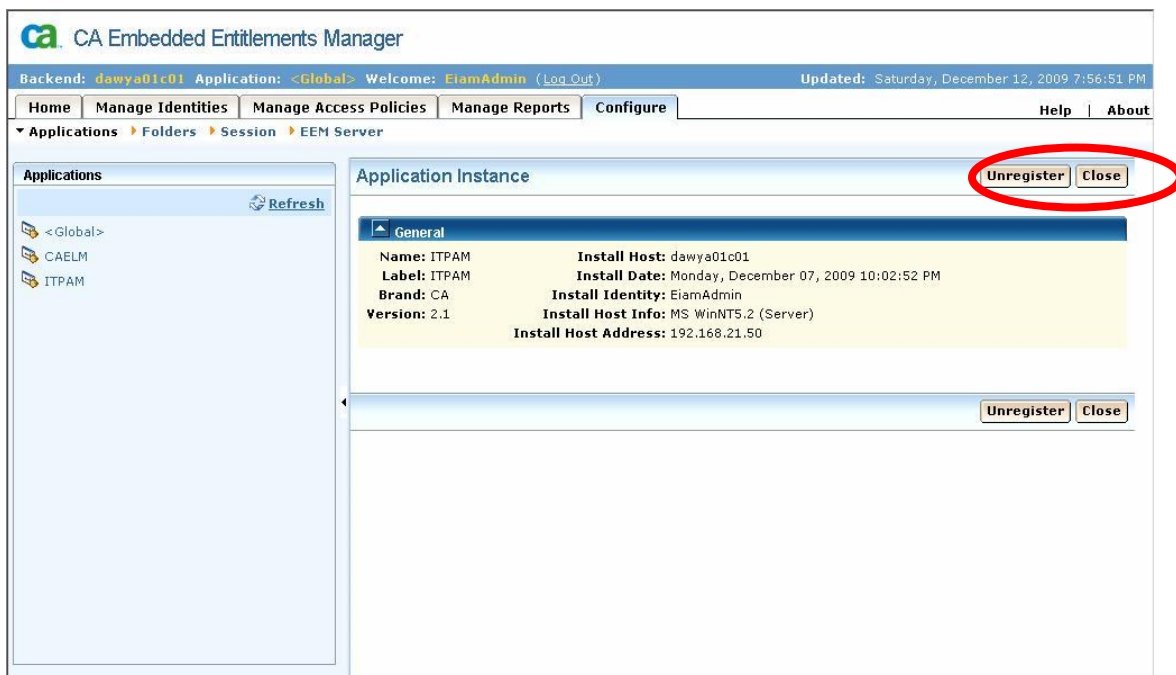 ca. CA Embedded Entitlements Manager
Backend: dawya01c01 Application: <Global> Welcome: EiamAdmin (Log Out) Updated: Saturday, December 12, 2009 7:56:51 PM
Home Manage Identities Manage Access Policies Manage Reports Configure Help | About
Applications Folders Session EEM Server
Applications
Refresh
<Global>
CAELM
ITPAM
Application Instance Unregister Close
General
Name: ITPAM Install Host: dawya01c01
Label: ITPAM Install Date: Monday, December 07, 2009 10:02:52 PM
Brand: CA Install Identity: EiamAdmin
Version: 2.1 Install Host Info: MS WinNT5.2 (Server)
Install Host Address: 192.168.21.50
Unregister Close